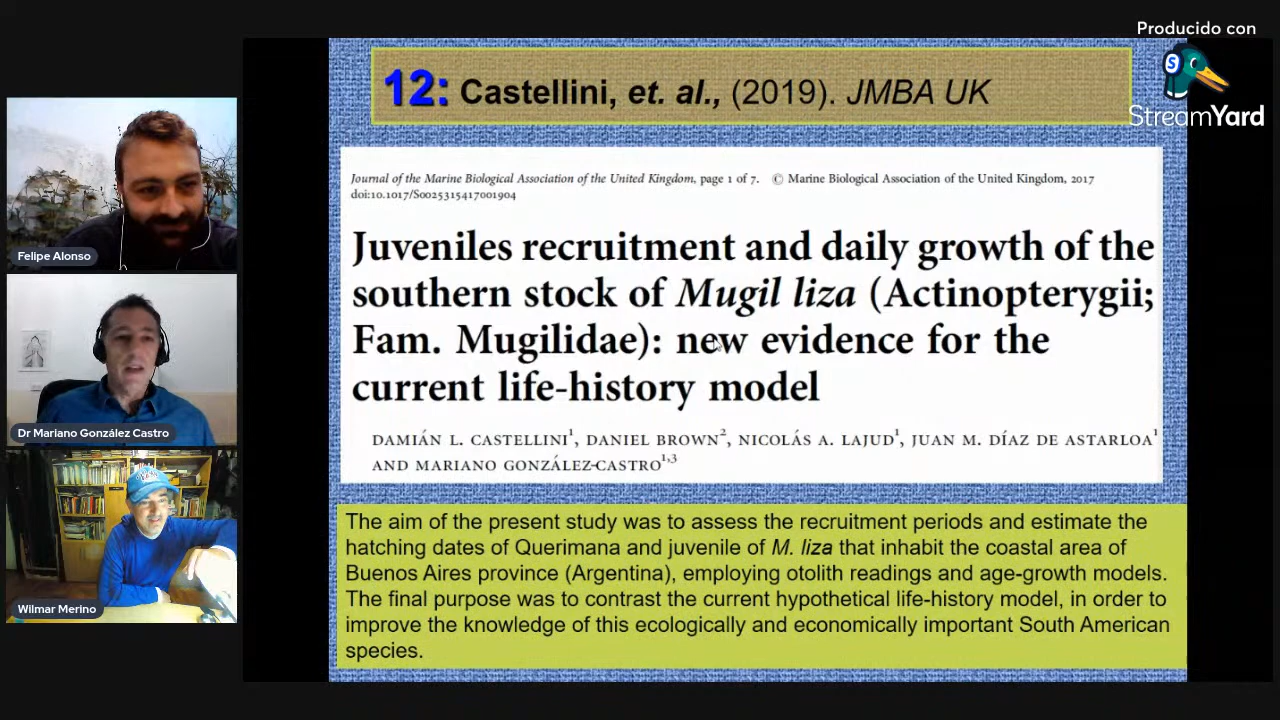 Producido con
StreamYard
12: Castellini, et. al., (2019). JMBA UK
Journal of the Marine Biological Association of the United Kingdom, page 1 of 7. © Marine Biological Association of the United Kingdom, 2017
doi:10.1017/S0025315417001904
Juveniles recruitment and daily growth of the
southern stock of Mugil liza (Actinopterygii;
Fam. Mugilidae): new evidence for the
current life-history model
DAMIÁN L. CASTELLINI1, DANIEL BROWN2, NICOLÁS A. LAJUD1, JUAN M. DÍAZ DE ASTARLOA1
AND MARIANO GONZÁLEZ-CASTRO1,3
The aim of the present study was to assess the recruitment periods and estimate the
hatching dates of Querimana and juvenile of M. liza that inhabit the coastal area of
Buenos Aires province (Argentina), employing otolith readings and age-growth models.
The final purpose was to contrast the current hypothetical life-history model, in order to
improve the knowledge of this ecologically and economically important South American
species.
Felipe Alonso
Dr Mariano González Castro
Wilmar Merino